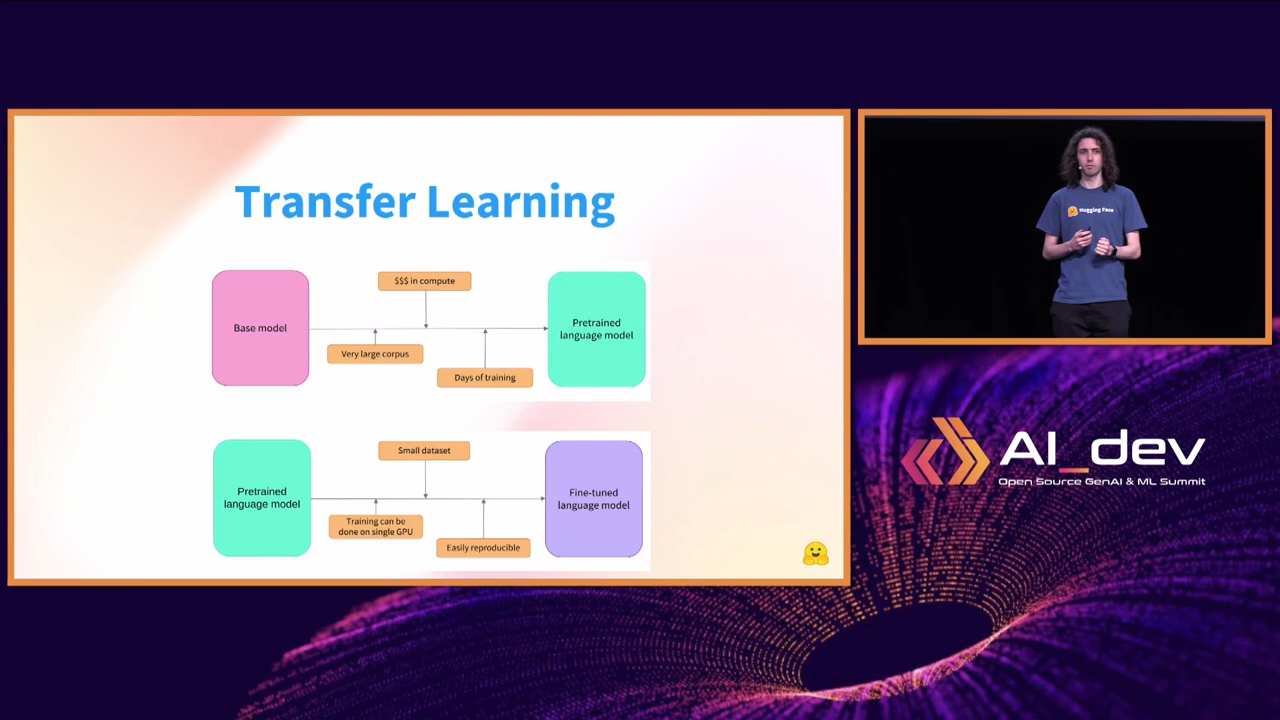 Transfer Learning
$$$ in compute
Base model
Pretrained
language model
Very large corpus
Days of training
Small dataset
Pretrained
language model
Fine-tuned
language model
Training can be
done on single GPU
Easily reproducible
Hugging Face
AI_dev
Open Source GenAI & ML Summit